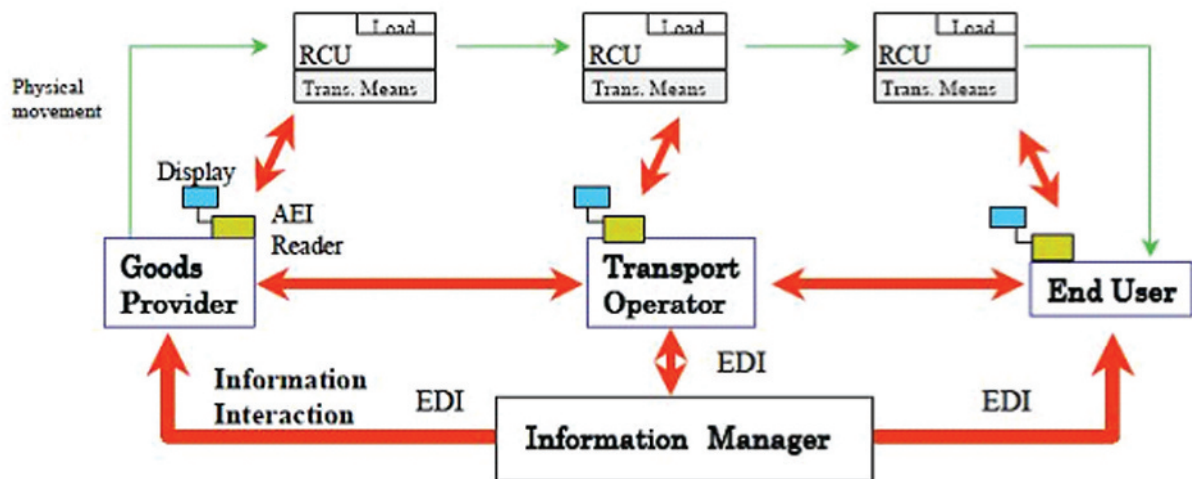 Load
RCU
Trans. Means
Load
RCU
Trans. Means
Load
RCU
Trans. Means
Physical
movement
Display
AEI
Reader
Goods
Provider
Transport
Operator
End User
Information
Interaction
EDI
EDI
EDI
Information Manager